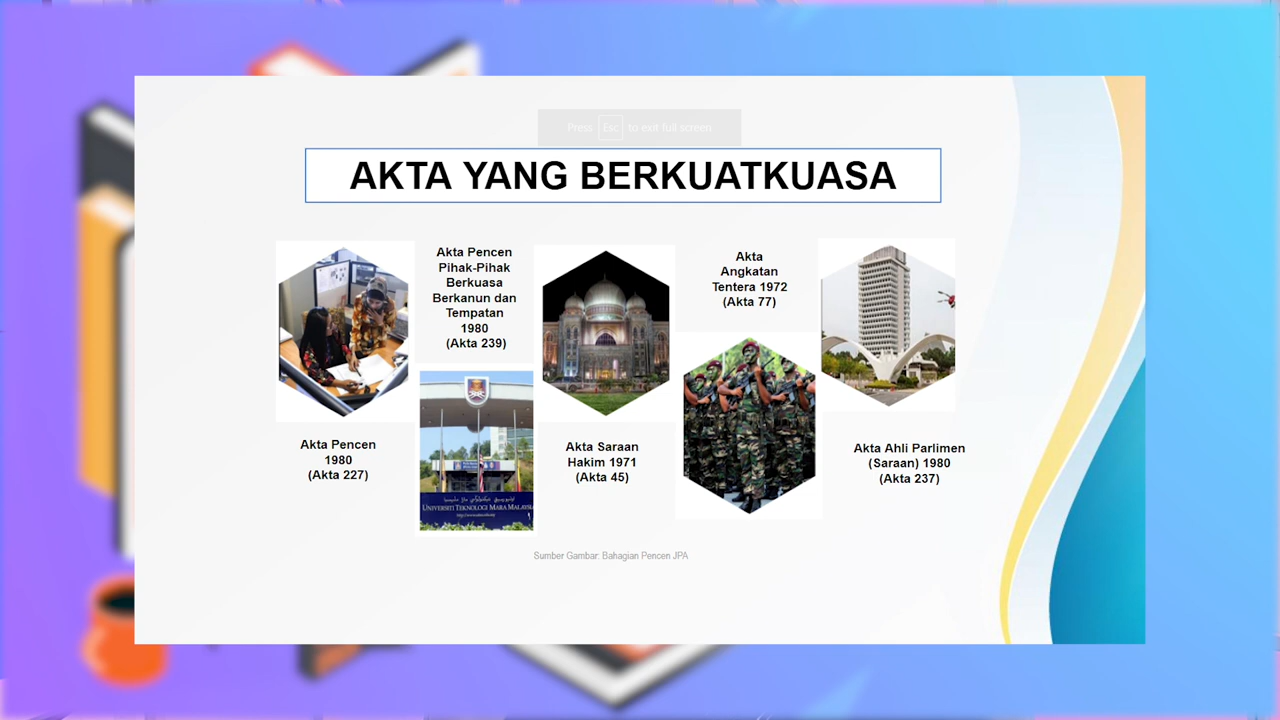 Press Esc to exit full screen
AKTA YANG BERKUATKUASA
Akta Pencen
1980
(Akta 227)
Akta Pencen
Pihak-Pihak
Berkuasa
Berkanun dan
Tempatan
1980
(Akta 239)
UNIVERSITI TEKNOLOGI MARA MALAYSIA
Akta Saraan
Hakim 1971
(Akta 45)
Akta
Angkatan
Tentera 1972
(Akta 77)
Akta Ahli Parlimen
(Saraan) 1980
(Akta 237)
Sumber Gambar: Bahagian Pencen JPA